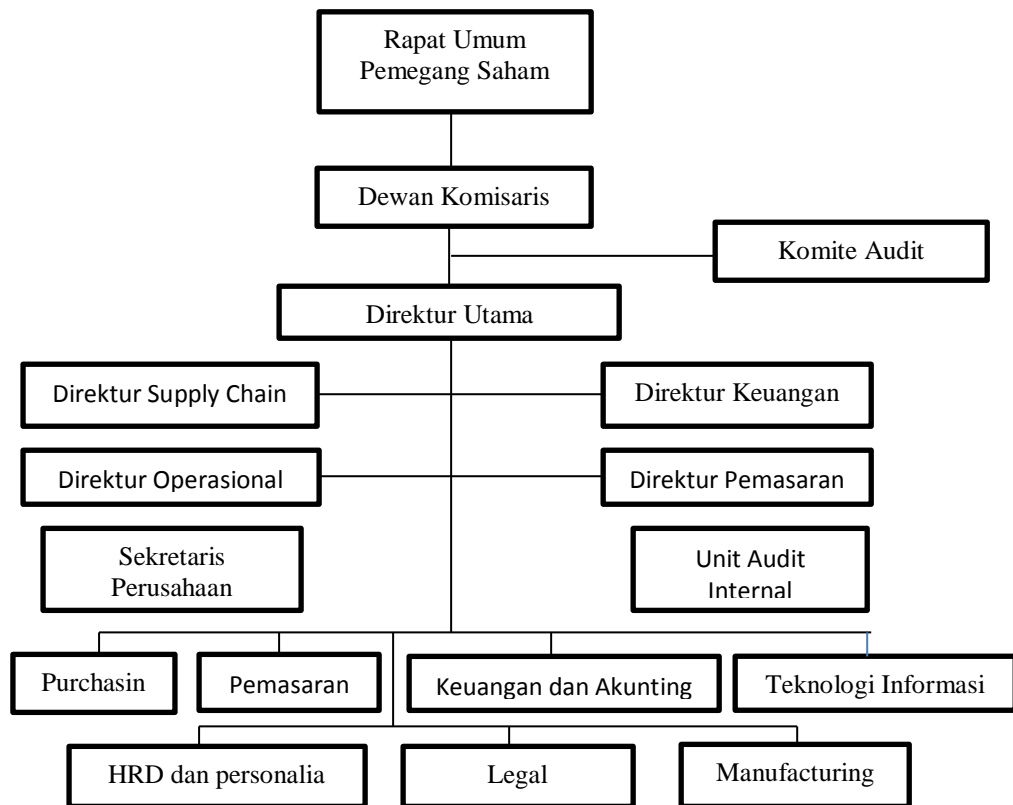 Rapat Umum
Pemegang Saham
Dewan Komisaris
Komite Audit
Direktur Utama
Direktur Supply Chain
Direktur Keuangan
Direktur Operasional
Direktur Pemasaran
Sekretaris
Perusahaan
Unit Audit
Internal
Purchasin
Pemasaran
Keuangan dan Akunting
Teknologi Informasi
HRD dan personalia
Legal
Manufacturing